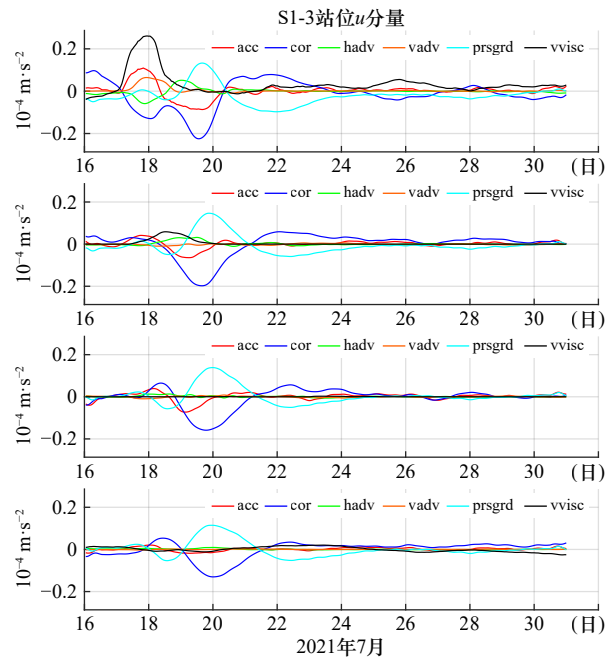 S1-3站位u分量
acc cor hadv vadv prsgrd vvisc
0.2
0
−0.2
10⁻⁴ m·s⁻²
16 18 20 22 24 26 28 30 (日)
acc cor hadv vadv prsgrd vvisc
0.2
0
−0.2
10⁻⁴ m·s⁻²
16 18 20 22 24 26 28 30 (日)
acc cor hadv vadv prsgrd vvisc
0.2
0
−0.2
10⁻⁴ m·s⁻²
16 18 20 22 24 26 28 30 (日)
acc cor hadv vadv prsgrd vvisc
0.2
0
−0.2
10⁻⁴ m·s⁻²
16 18 20 22 24 26 28 30 (日)
2021年7月